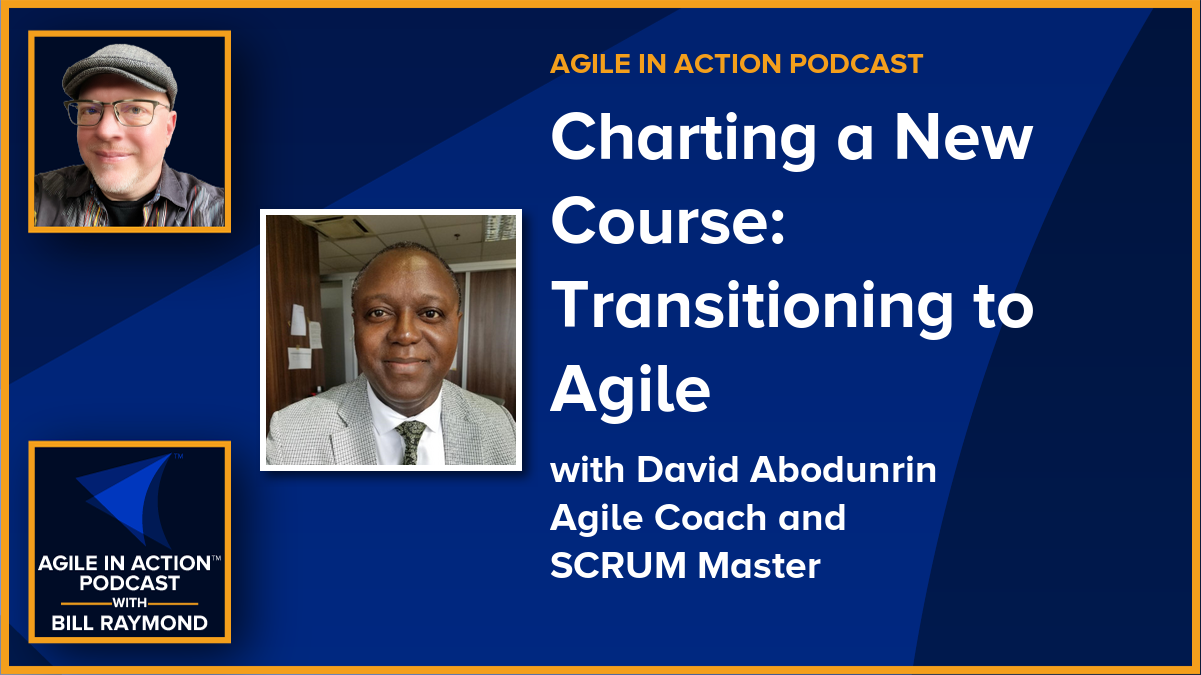 AGILE IN ACTION PODCAST
Charting a New
Course:
Transitioning to
Agile
with David Abodunrin
Agile Coach and
SCRUM Master
TM
AGILE IN ACTION™
PODCAST
WITH
BILL RAYMOND